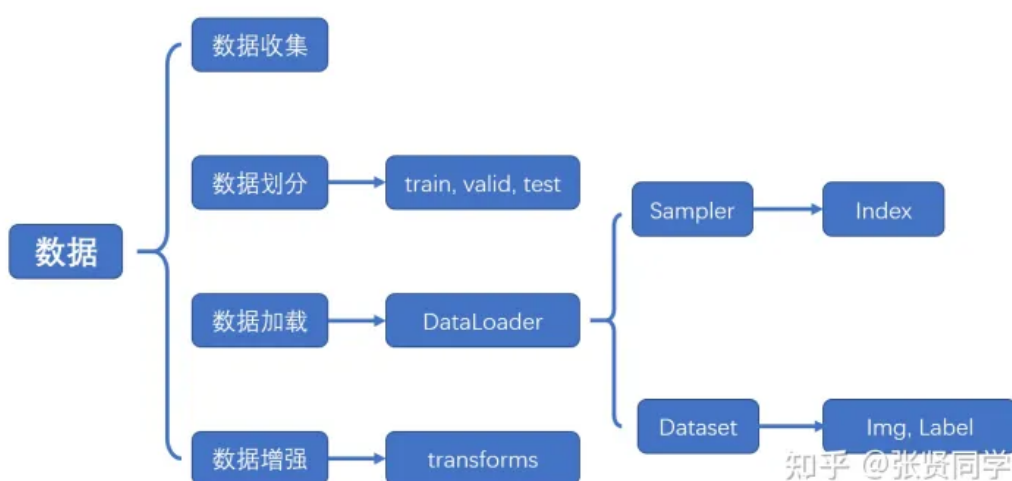 数据收集
数据划分
train, valid, test
Sampler
Index
数据
数据加载
DataLoader
Dataset
Img, Label
数据增强
transforms
知乎 @张贤同学